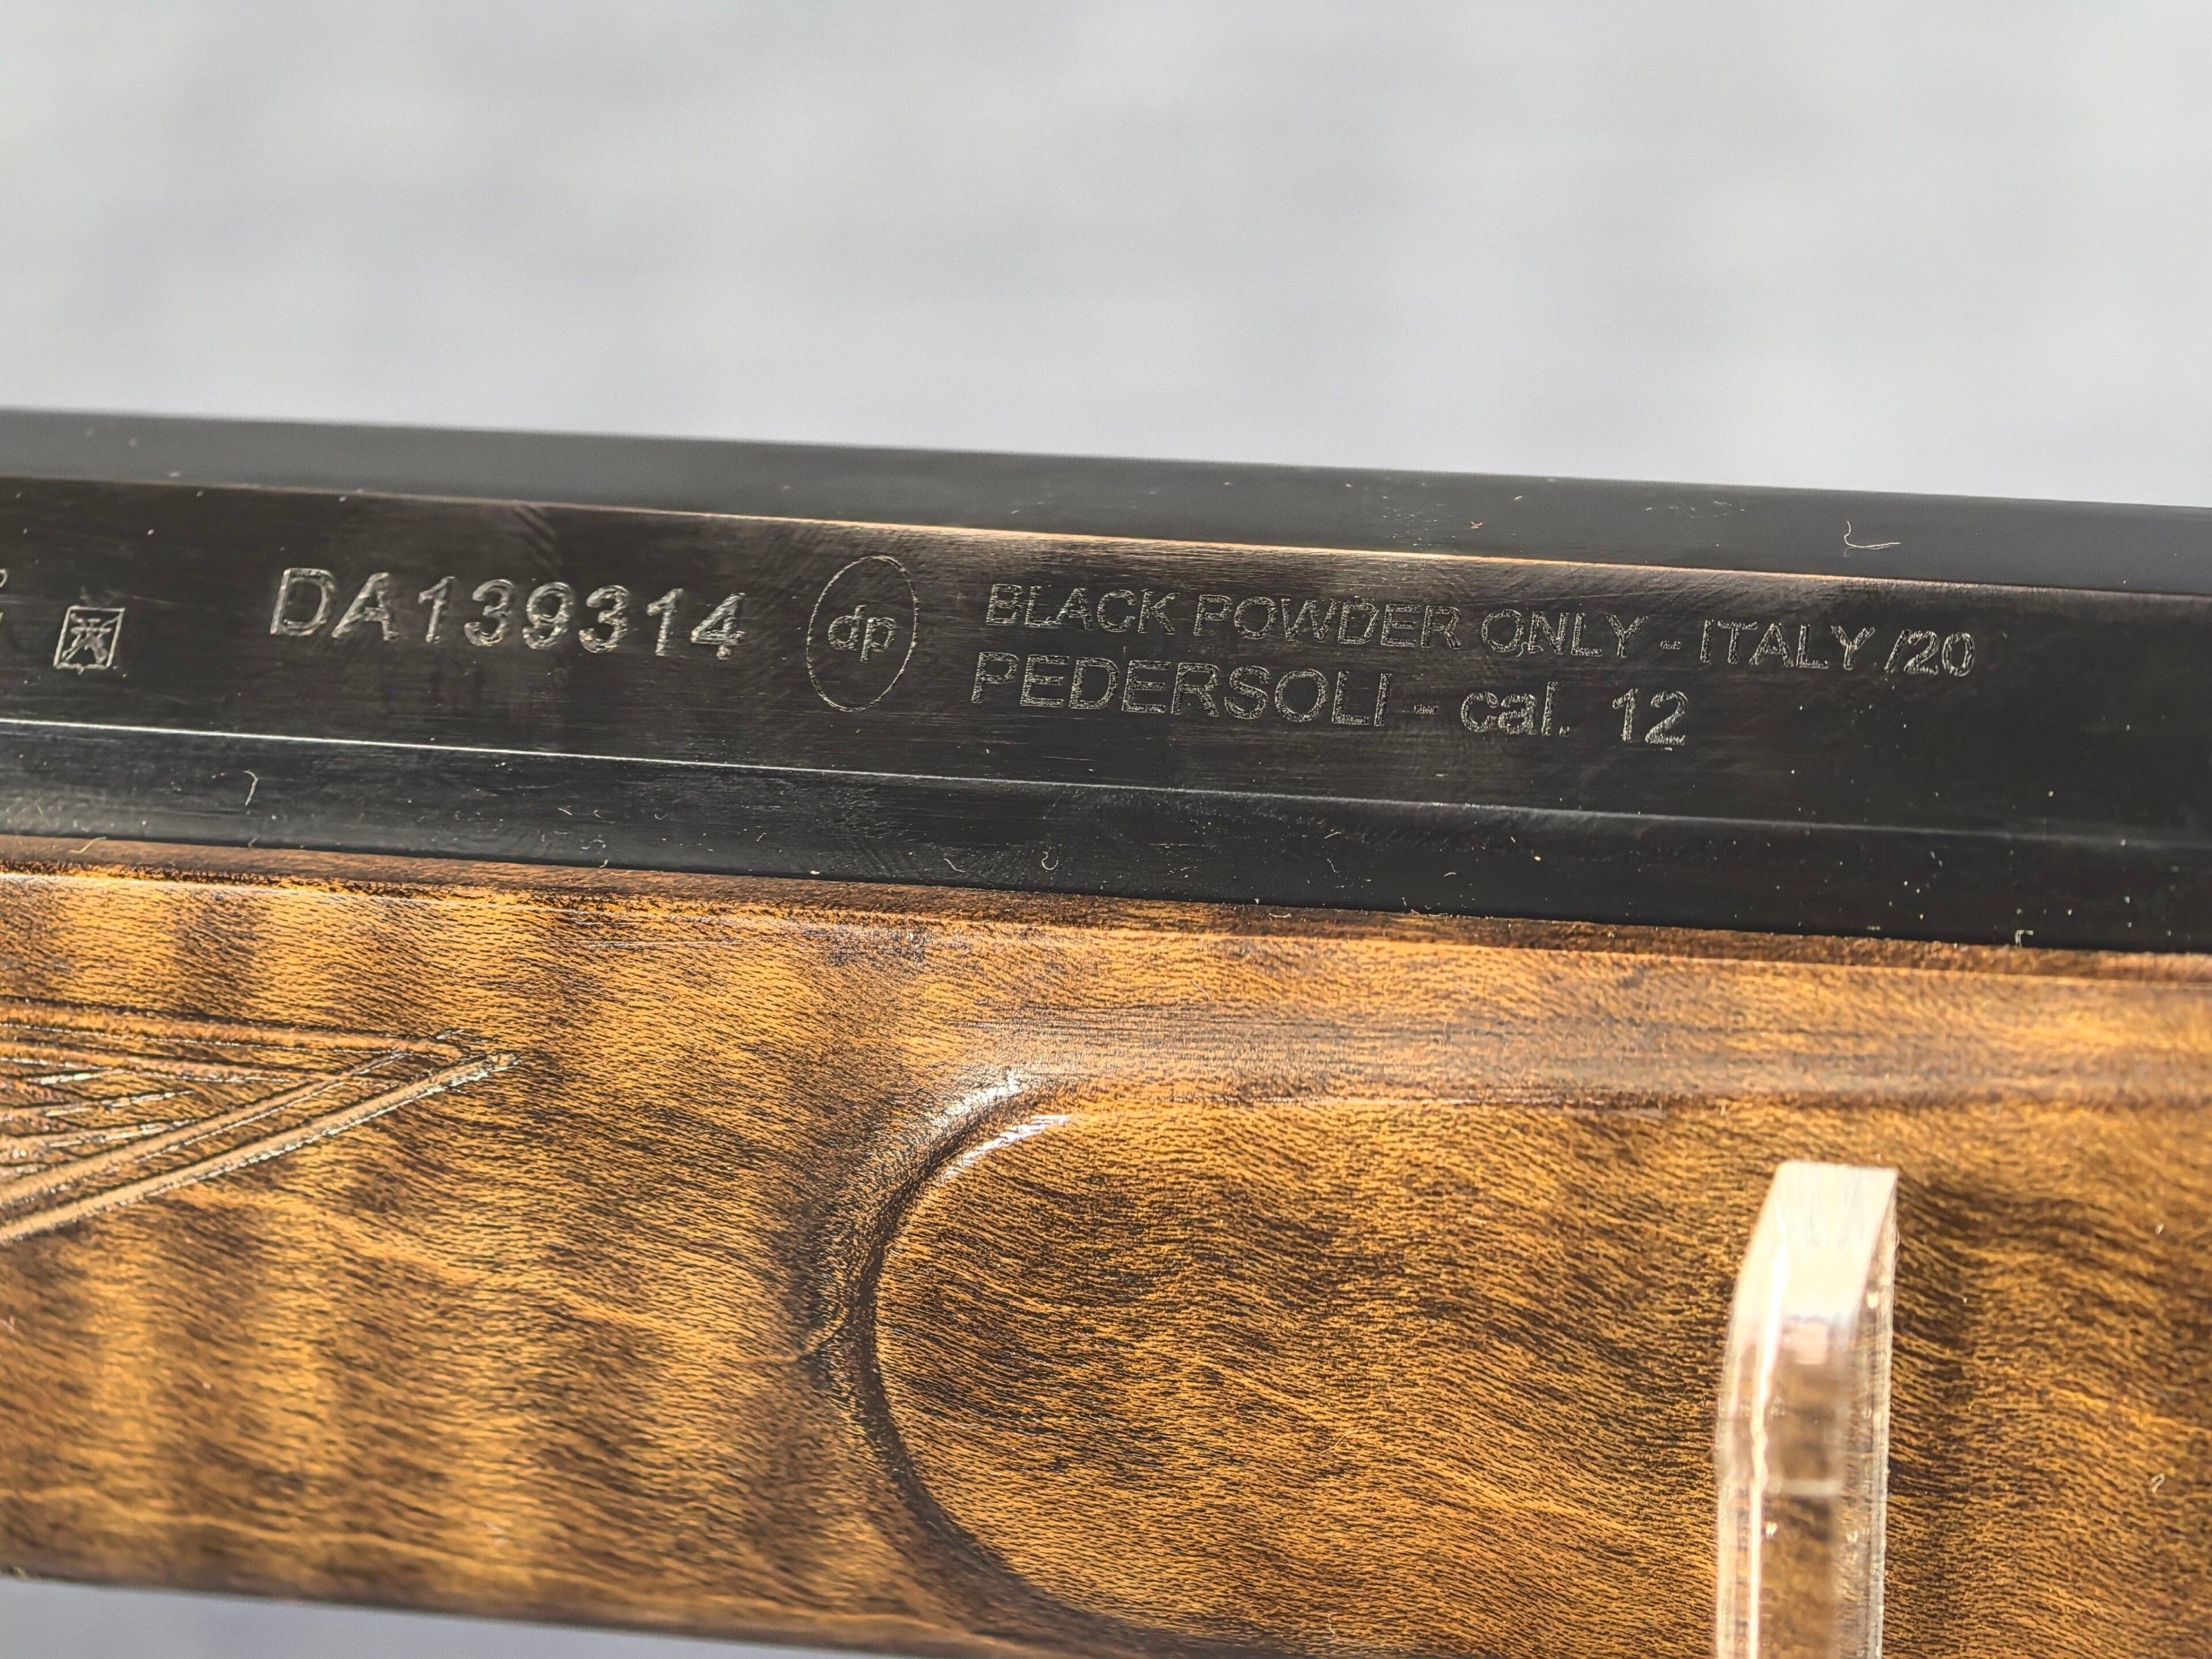 DA139314
dp
BLACK POWDER ONLY - ITALY /20
PEDERSOLI - cal. 12